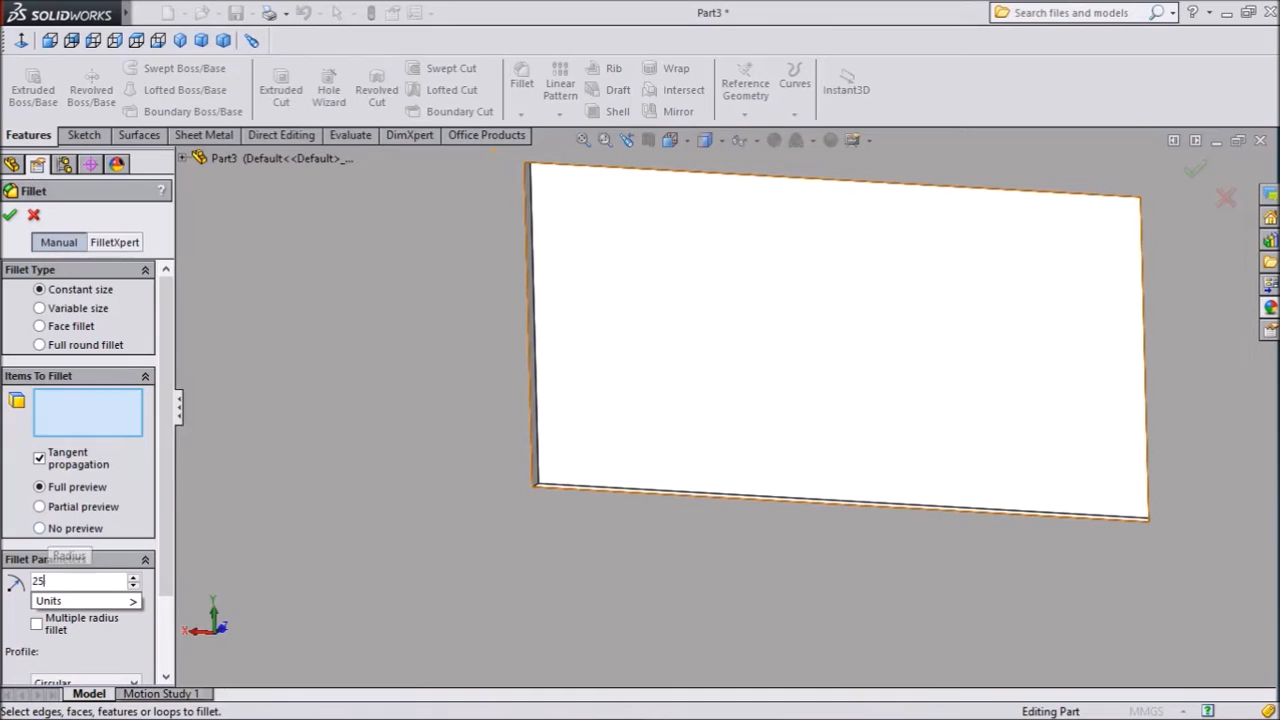 SOLIDWORKS
Part3 *
Search files and models
Extruded Boss/Base
Revolved Boss/Base
Swept Boss/Base
Lofted Boss/Base
Boundary Boss/Base
Extruded Cut
Hole Wizard
Revolved Cut
Swept Cut
Lofted Cut
Boundary Cut
Fillet
Linear Pattern
Rib
Draft
Shell
Wrap
Intersect
Mirror
Reference Geometry
Curves
Instant3D
Features Sketch Surfaces Sheet Metal Direct Editing Evaluate DimXpert Office Products
Part3 (Default<<Default>_...
Fillet ?
Manual FilletXpert
Fillet Type
Constant size
Variable size
Face fillet
Full round fillet
Items To Fillet
Tangent
propagation
Full preview
Partial preview
No preview
Radius
25
Units >
Multiple radius
fillet
Profile:
Circular
Y
X
Z
Model Motion Study 1
Select edges, faces, features or loops to fillet. Editing Part MMGS